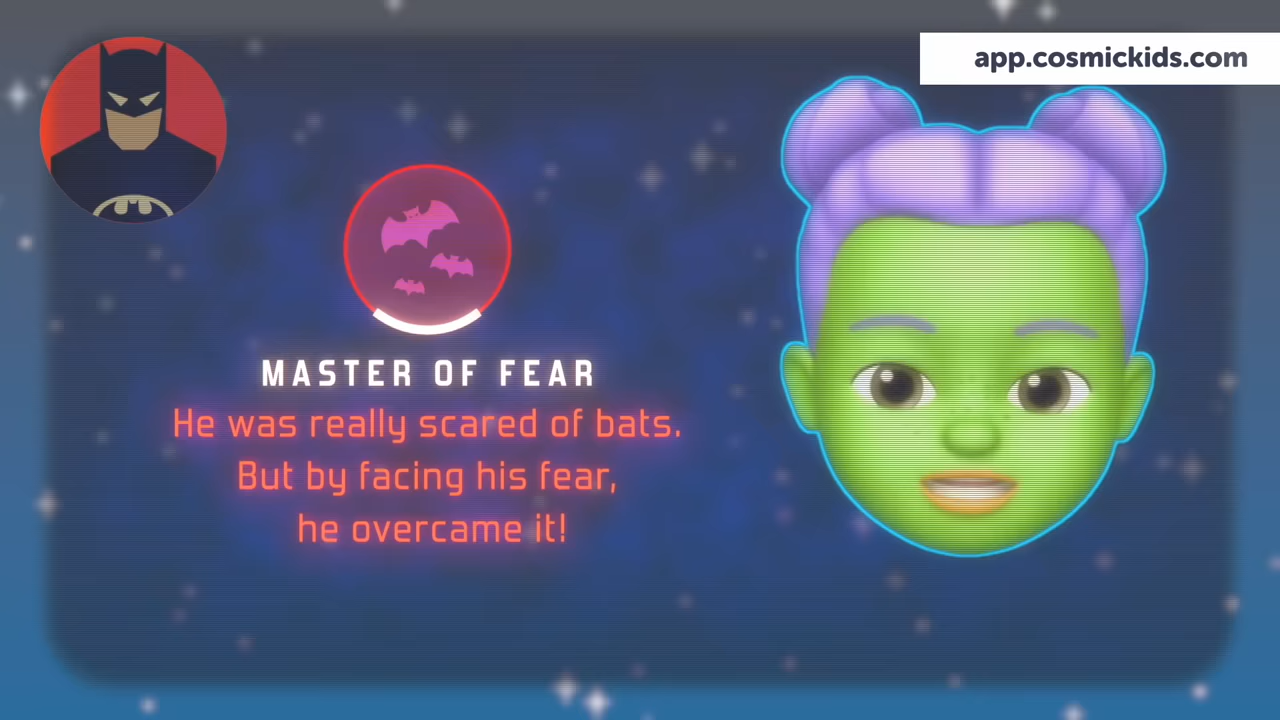 app.cosmickids.com
MASTER OF FEAR
He was really scared of bats.
But by facing his fear,
he overcame it!